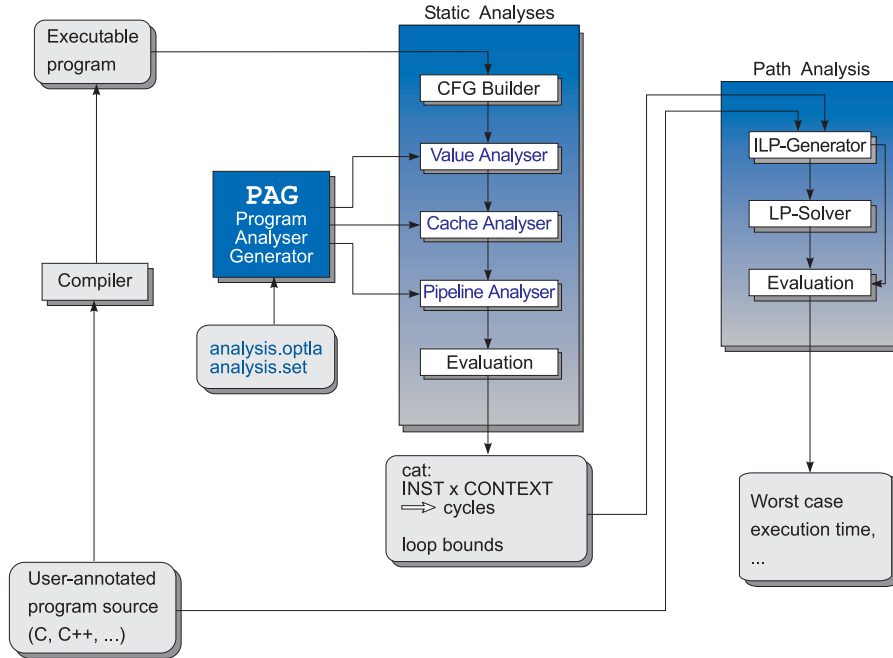 Static Analyses
Executable
program
CFG Builder
Path Analysis
ILP-Generator
Value Analyser
PAG
Program
Analyser
Generator
Cache Analyser
LP-Solver
Compiler
Pipeline Analyser
Evaluation
analysis.optla
analysis.set
Evaluation
cat:
INST x CONTEXT
⟹ cycles
loop bounds
Worst case
execution time,
...
User-annotated
program source
(C, C++, ...)